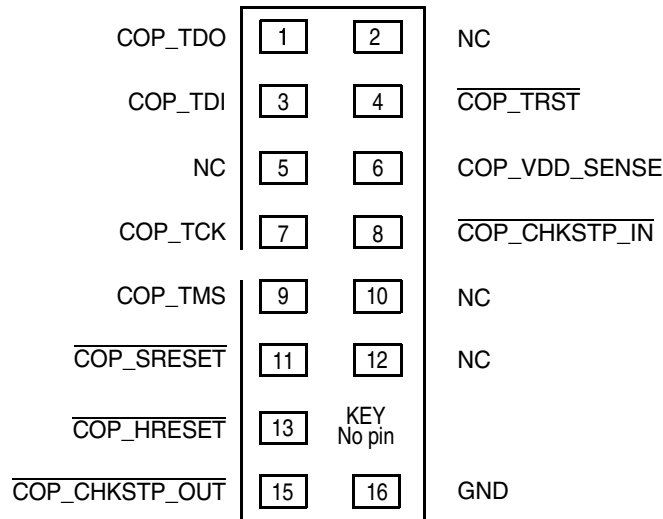 COP_TDO 1 2 NC
COP_TDI 3 4 COP_TRST
NC 5 6 COP_VDD_SENSE
COP_TCK 7 8 COP_CHKSTP_IN
COP_TMS 9 10 NC
COP_SRESET 11 12 NC
COP_HRESET 13 KEY
No pin
COP_CHKSTP_OUT 15 16 GND